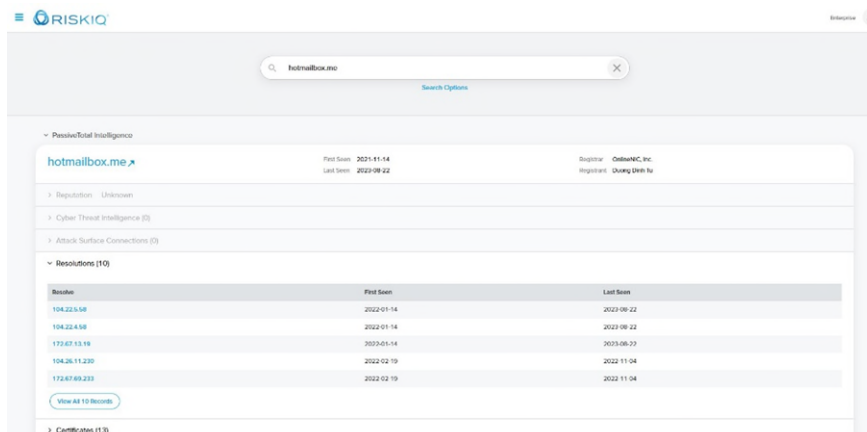 RISKIQ
Enterprise
hotmailbox.me
Search Options
PassiveTotal Intelligence
hotmailbox.me
First Seen 2021-11-14
Last Seen 2023-08-22
Registrar OnlineNIC, Inc.
Registrant Duong Dinh Tu
Reputation Unknown
Cyber Threat Intelligence (0)
Attack Surface Connections (0)
Resolutions (10)
Resolve First Seen Last Seen
104.22.5.58 2022-01-14 2023-08-22
104.22.4.58 2022-01-14 2023-08-22
172.67.13.19 2022-01-14 2023-08-22
104.26.11.230 2022-02-19 2022-11-04
172.67.69.233 2022-02-19 2022-11-04
View All 10 Records
Certificates (13)